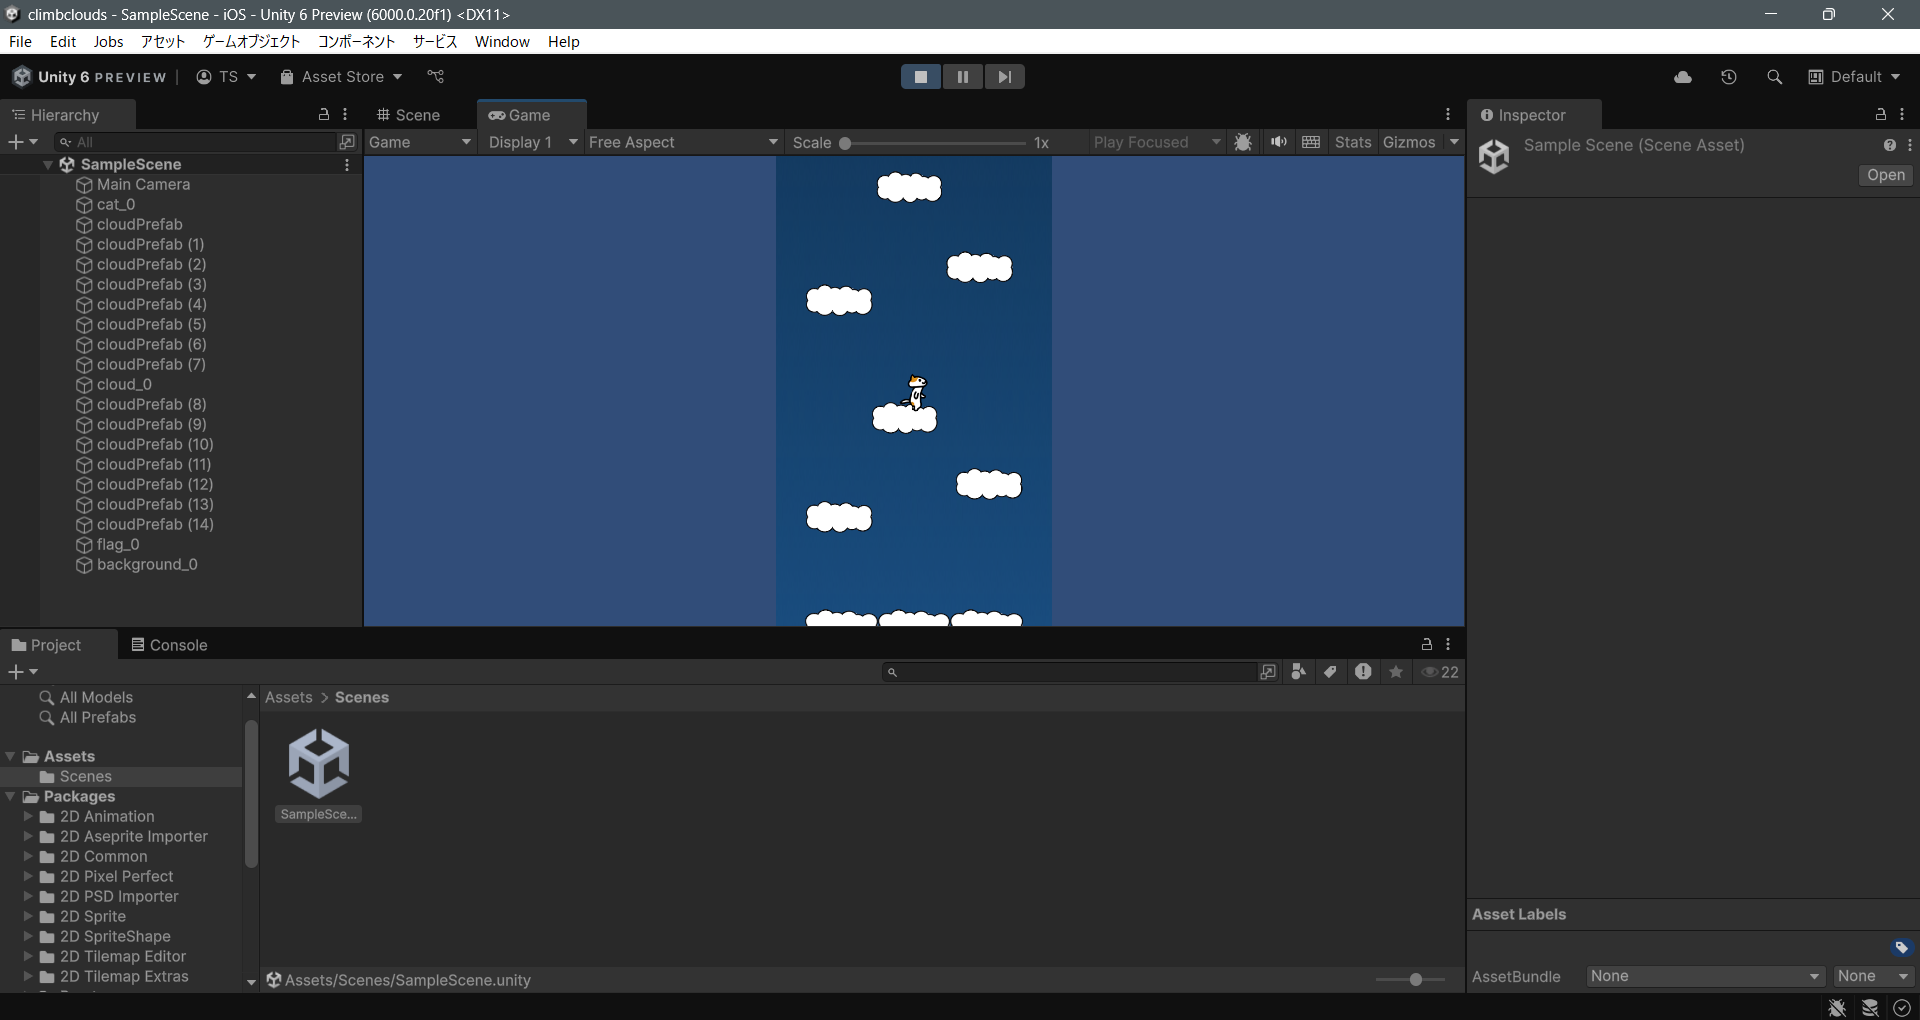 climbclouds - SampleScene - iOS - Unity 6 Preview (6000.0.20f1) <DX11>
File Edit Jobs アセット ゲームオブジェクト コンポーネント サービス Window Help
Unity 6 PREVIEW TS Asset Store Default
Hierarchy Scene Game Inspector
All Game Display 1 Free Aspect Scale 1x Play Focused Stats Gizmos Sample Scene (Scene Asset)
Open
SampleScene
Main Camera
cat_0
cloudPrefab
cloudPrefab (1)
cloudPrefab (2)
cloudPrefab (3)
cloudPrefab (4)
cloudPrefab (5)
cloudPrefab (6)
cloudPrefab (7)
cloud_0
cloudPrefab (8)
cloudPrefab (9)
cloudPrefab (10)
cloudPrefab (11)
cloudPrefab (12)
cloudPrefab (13)
cloudPrefab (14)
flag_0
background_0
Project Console
22
All Models
All Prefabs
Assets
Scenes
Packages
2D Animation
2D Aseprite Importer
2D Common
2D Pixel Perfect
2D PSD Importer
2D Sprite
2D SpriteShape
2D Tilemap Editor
2D Tilemap Extras
Assets > Scenes
SampleSce...
Assets/Scenes/SampleScene.unity
Asset Labels
AssetBundle None None